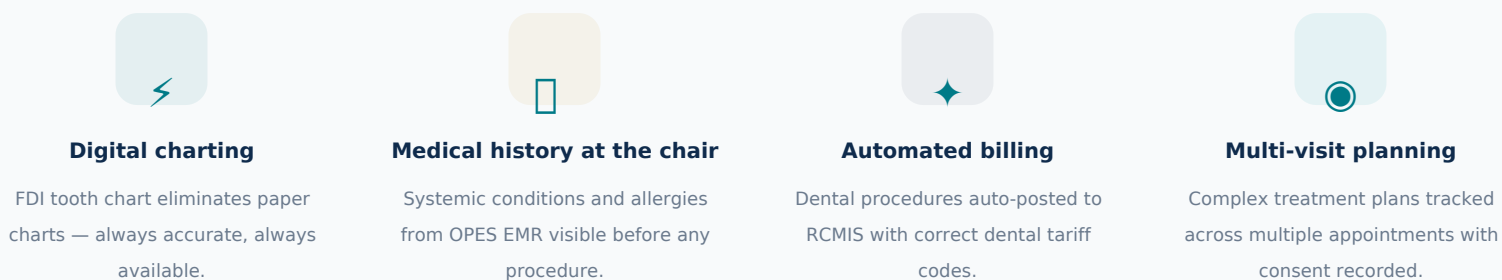 Digital charting
FDI tooth chart eliminates paper
charts — always accurate, always
available.
Medical history at the chair
Systemic conditions and allergies
from OPES EMR visible before any
procedure.
Automated billing
Dental procedures auto-posted to
RCMIS with correct dental tariff
codes.
Multi-visit planning
Complex treatment plans tracked
across multiple appointments with
consent recorded.